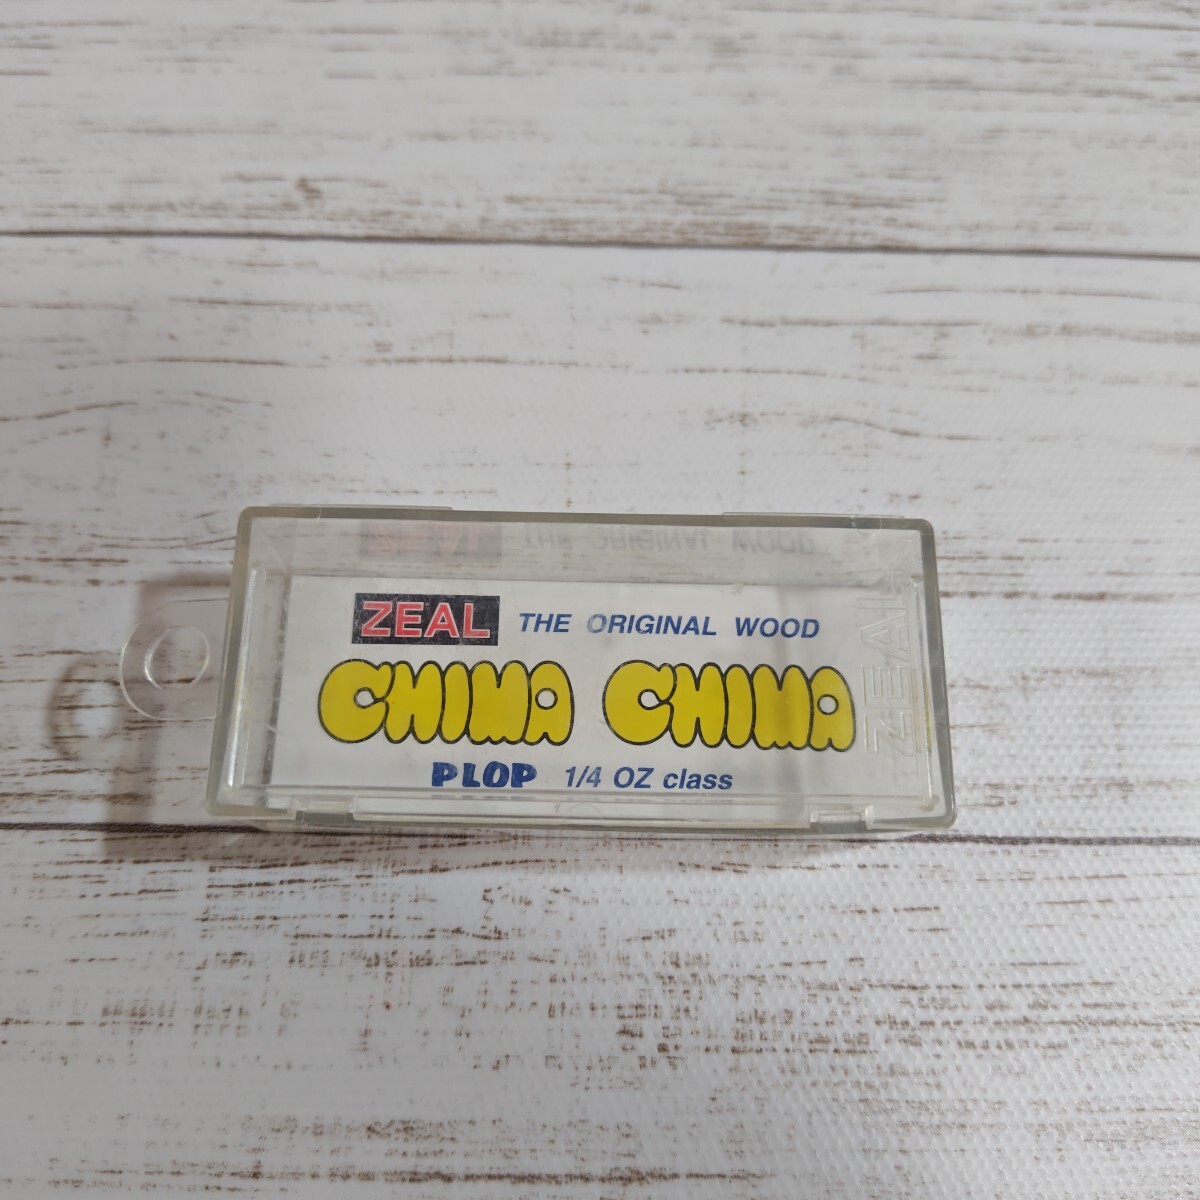 ZEAL THE ORIGINAL WOOD
CHIMA CHIMA
PLOP 1/4 OZ class
ZEAL